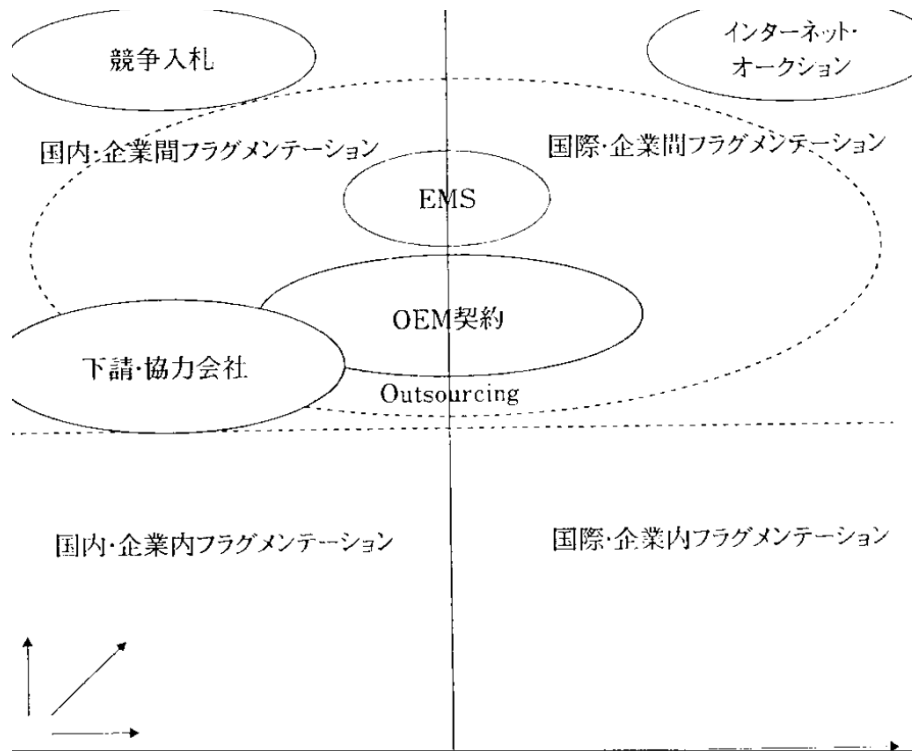 競争入札
インターネット・
オークション
国内・企業間フラグメンテーション
国際・企業間フラグメンテーション
EMS
OEM契約
下請・協力会社
Outsourcing
国内・企業内フラグメンテーション
国際・企業内フラグメンテーション